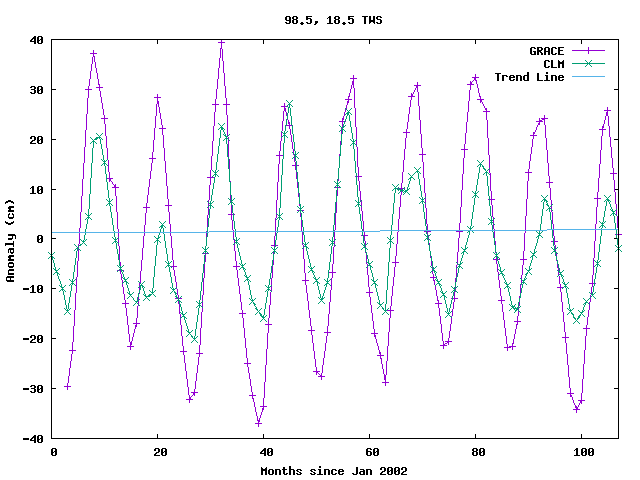 98.5, 18.5 TWS
GRACE
CLM
Trend Line
40
30
20
10
0
-10
-20
-30
-40
Anomaly (cm)
0 20 40 60 80 100
Months since Jan 2002